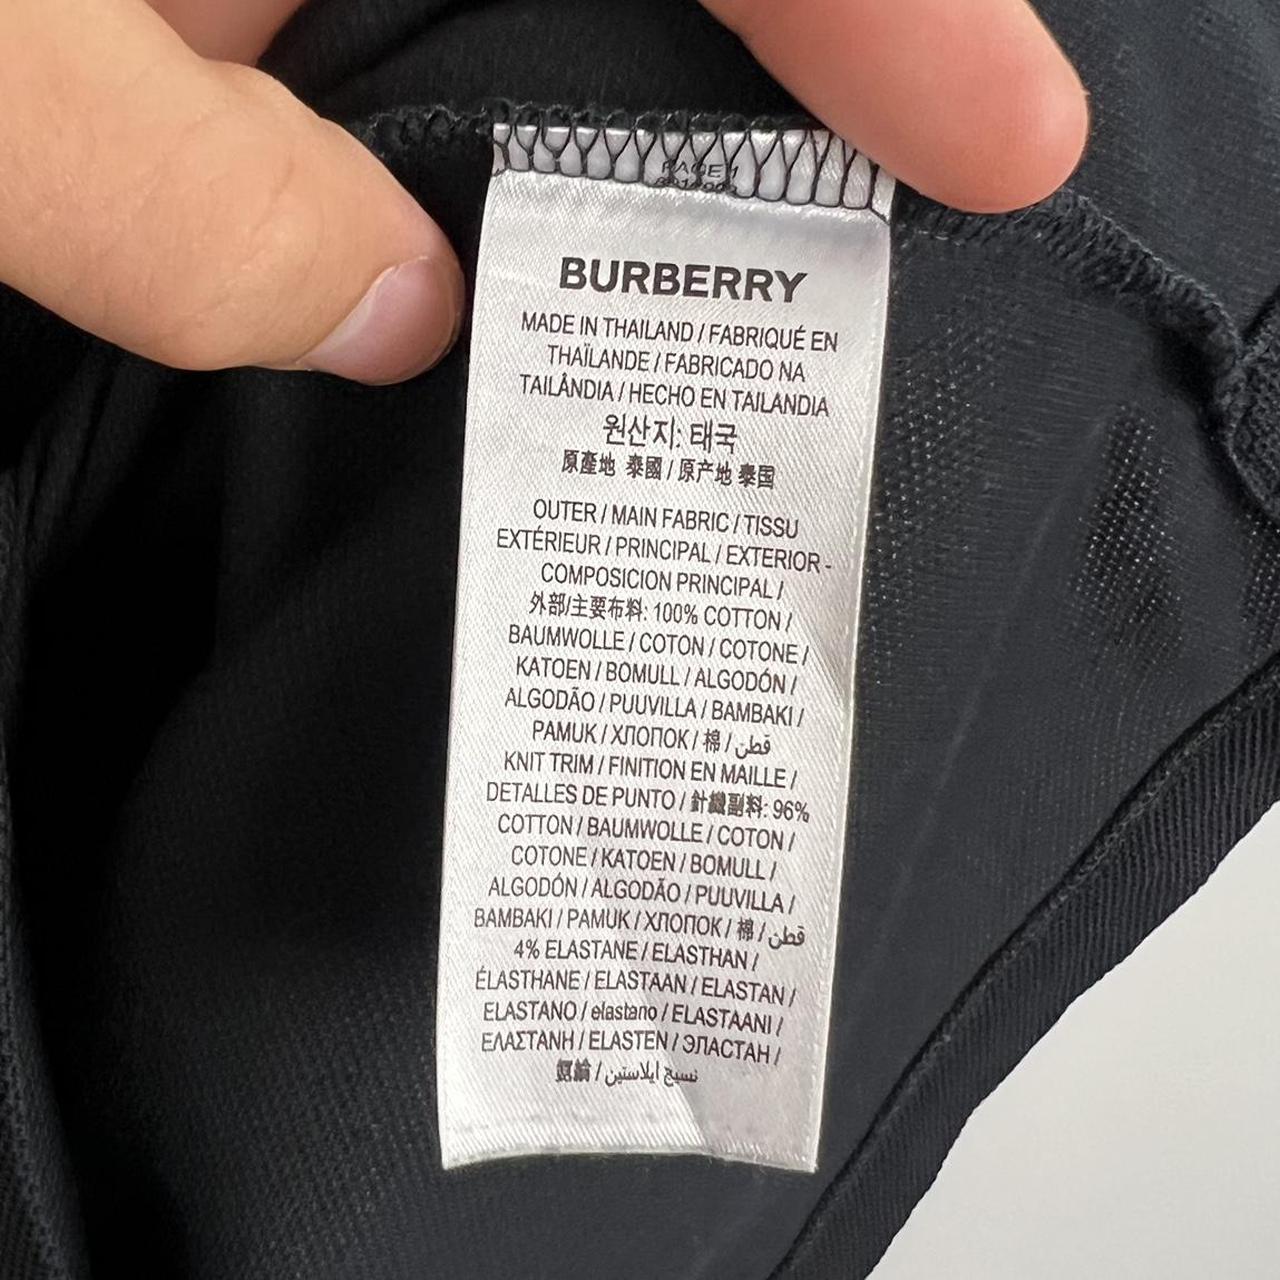 PAGE 1
BURBERRY
MADE IN THAILAND / FABRIQUÉ EN
THAÏLANDE / FABRICADO NA
TAILÂNDIA / HECHO EN TAILANDIA
원산지: 태국
原產地 泰國 / 原产地 泰国
OUTER / MAIN FABRIC / TISSU
EXTÉRIEUR / PRINCIPAL / EXTERIOR -
COMPOSICION PRINCIPAL /
外部/主要布料: 100% COTTON /
BAUMWOLLE / COTON / COTONE /
KATOEN / BOMULL / ALGODÓN /
ALGODÃO / PUUVILLA / BAMBAKI /
PAMUK / ХЛОПОК / 棉 / قطن
KNIT TRIM / FINITION EN MAILLE /
DETALLES DE PUNTO / 針織副料: 96%
COTTON / BAUMWOLLE / COTON /
COTONE / KATOEN / BOMULL /
ALGODÓN / ALGODÃO / PUUVILLA /
BAMBAKI / PAMUK / ХЛОПОК / 棉 / قطن
4% ELASTANE / ELASTHAN /
ÉLASTHANE / ELASTAAN / ELASTAN /
ELASTANO / elastano / ELASTAANI /
ΕΛΑΣΤΑΝΗ / ELASTEN / ЭЛАСТАН /
氨綸 / نسيج ايلاستين